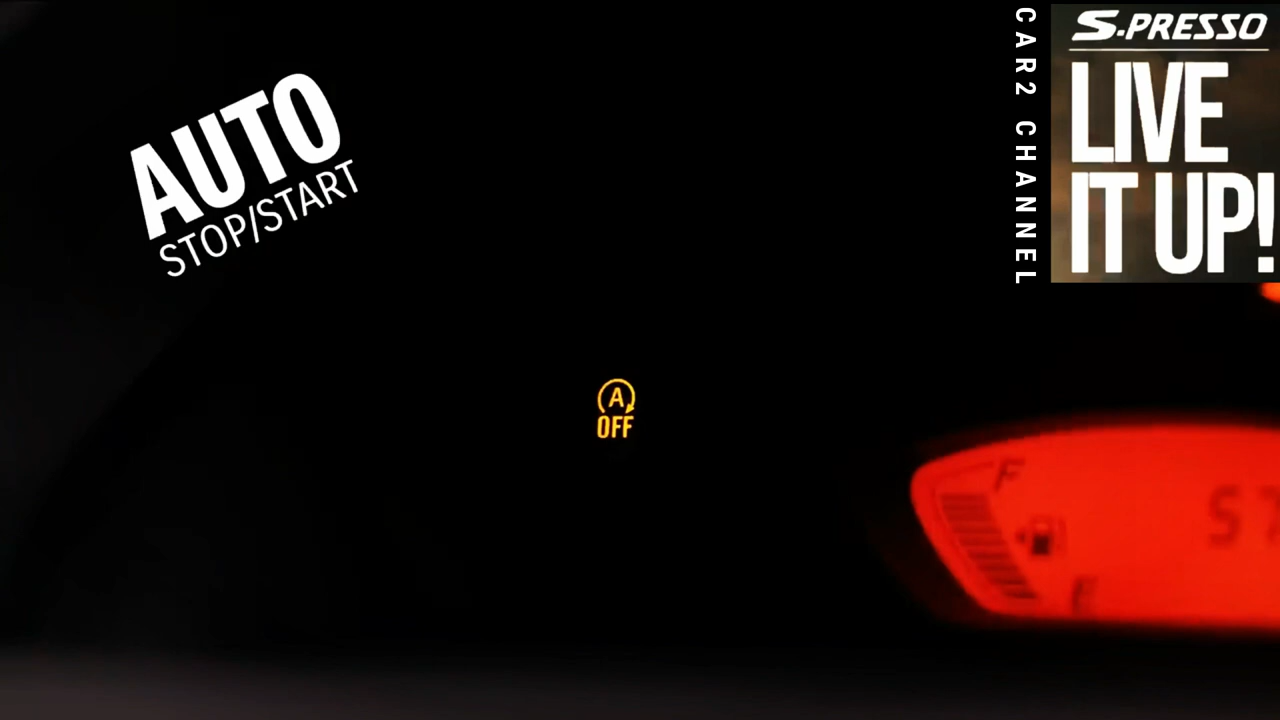 AUTO
STOP/START
CAR2 CHANNEL
S-PRESSO
LIVE
IT UP!
A
OFF
F
E